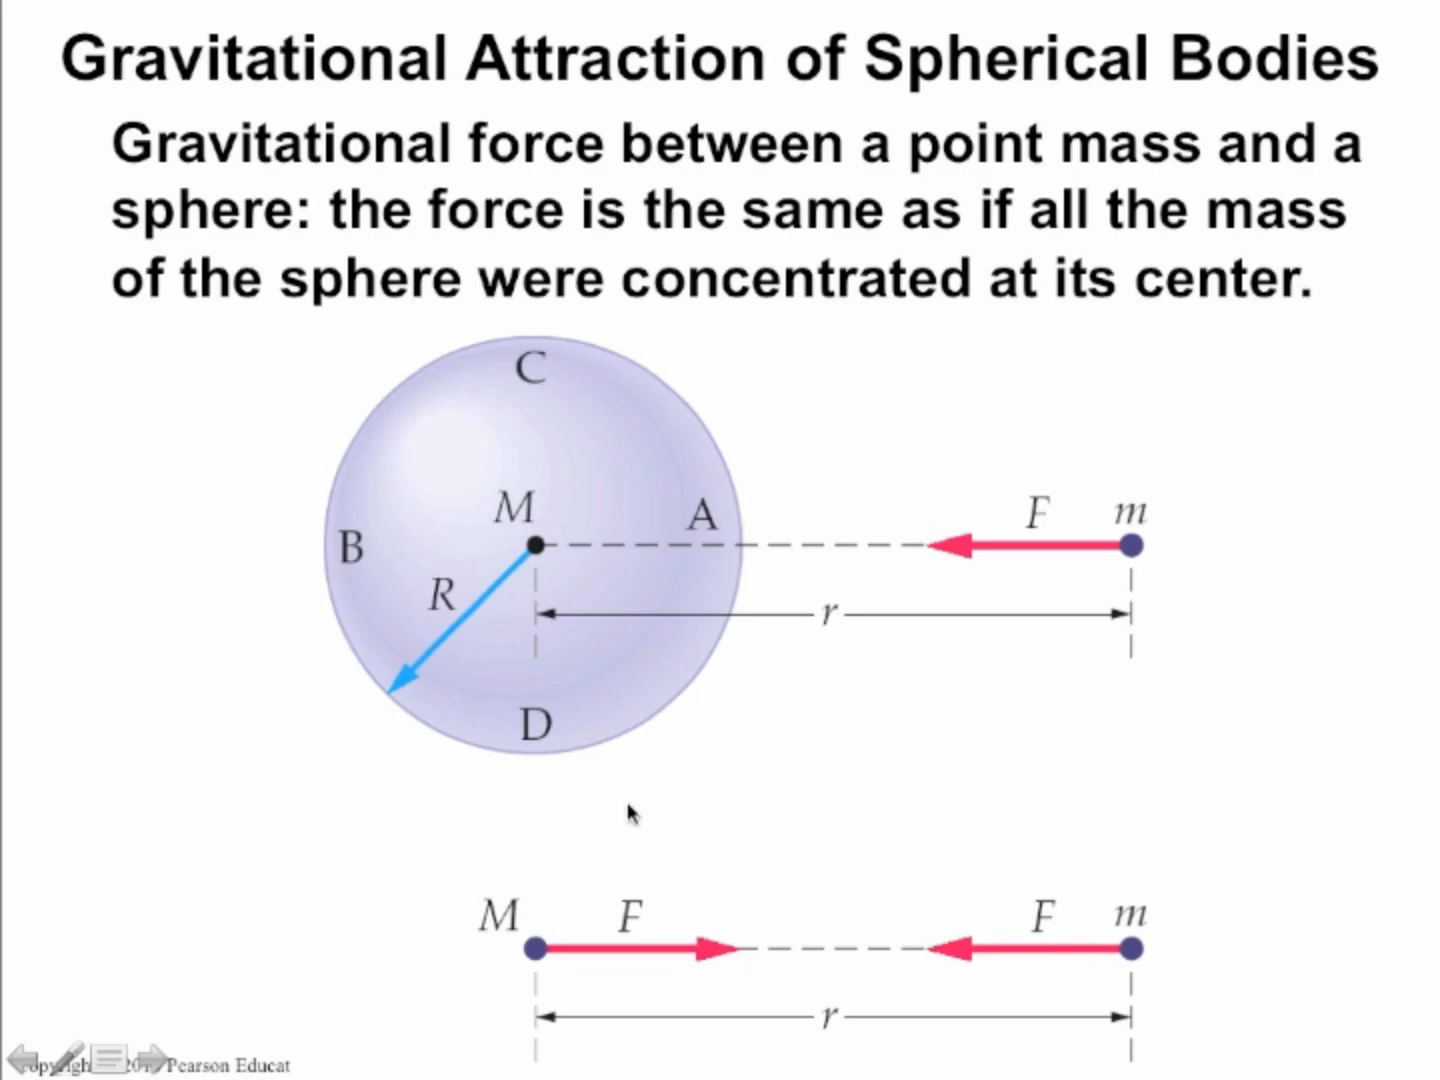 Gravitational Attraction of Spherical Bodies
Gravitational force between a point mass and a
sphere: the force is the same as if all the mass
of the sphere were concentrated at its center.
C
M
A
F
m
B
R
r
D
M
F
F
m
r
Pearson Educat